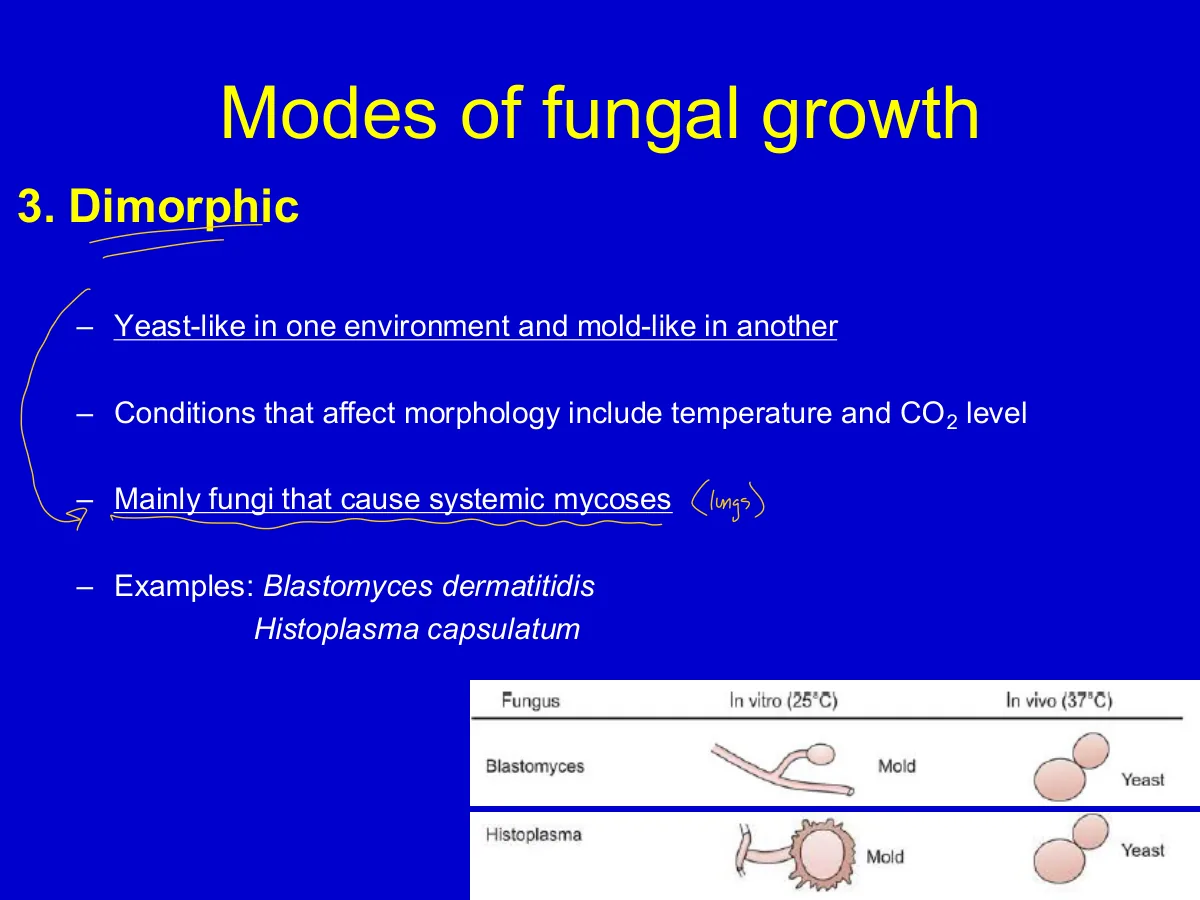 Modes of fungal growth
3. Dimorphic
– Yeast-like in one environment and mold-like in another
– Conditions that affect morphology include temperature and CO₂ level
– Mainly fungi that cause systemic mycoses (lungs)
– Examples: Blastomyces dermatitidis
Histoplasma capsulatum
Fungus In vitro (25°C) In vivo (37°C)
Blastomyces Mold Yeast
Histoplasma Mold Yeast